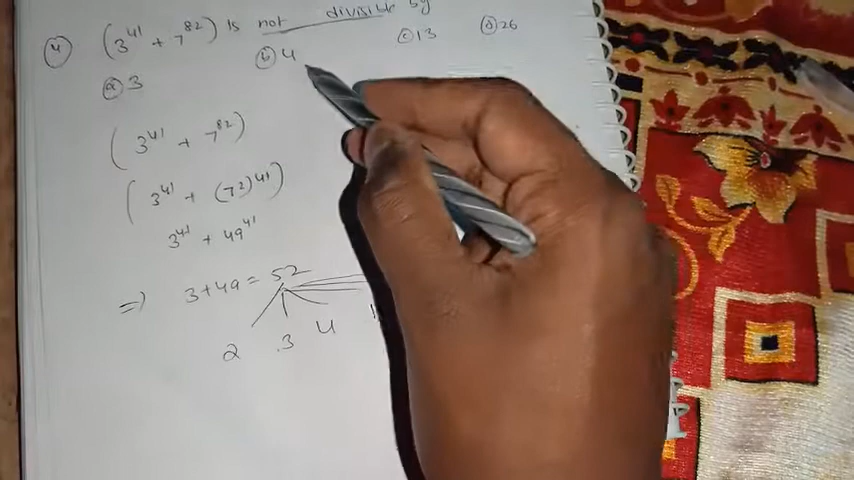 4 (3^41 + 7^82) Is not divisible by
a 3 b 4 c 13 d 26
(3^41 + 7^82)
(3^41 + (7^2)^41)
3^41 + 49^41
=> 3+49 = 52
2 3 4